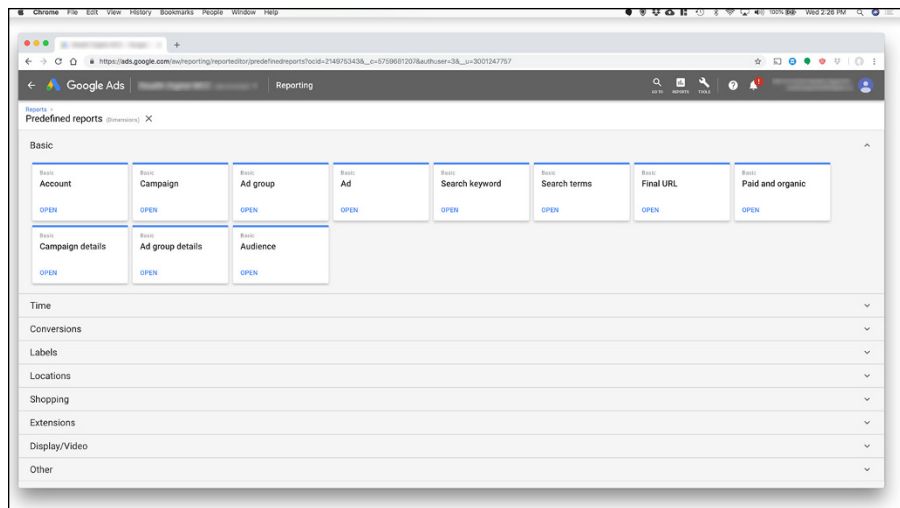 Chrome File Edit View History Bookmarks People Window Help 100% Wed 2:26 PM
https://ads.google.com/aw/reporting/reporteditor/predefinedreports?ocid=214975343&__c=5759681207&authuser=3&__u=3001247757
Google Ads Reporting GO TO REPORTS TOOLS
Reports >
Predefined reports (Dimensions) X
Basic
Basic Basic Basic Basic Basic Basic Basic Basic
Account Campaign Ad group Ad Search keyword Search terms Final URL Paid and organic
OPEN OPEN OPEN OPEN OPEN OPEN OPEN OPEN
Basic Basic Basic
Campaign details Ad group details Audience
OPEN OPEN OPEN
Time
Conversions
Labels
Locations
Shopping
Extensions
Display/Video
Other